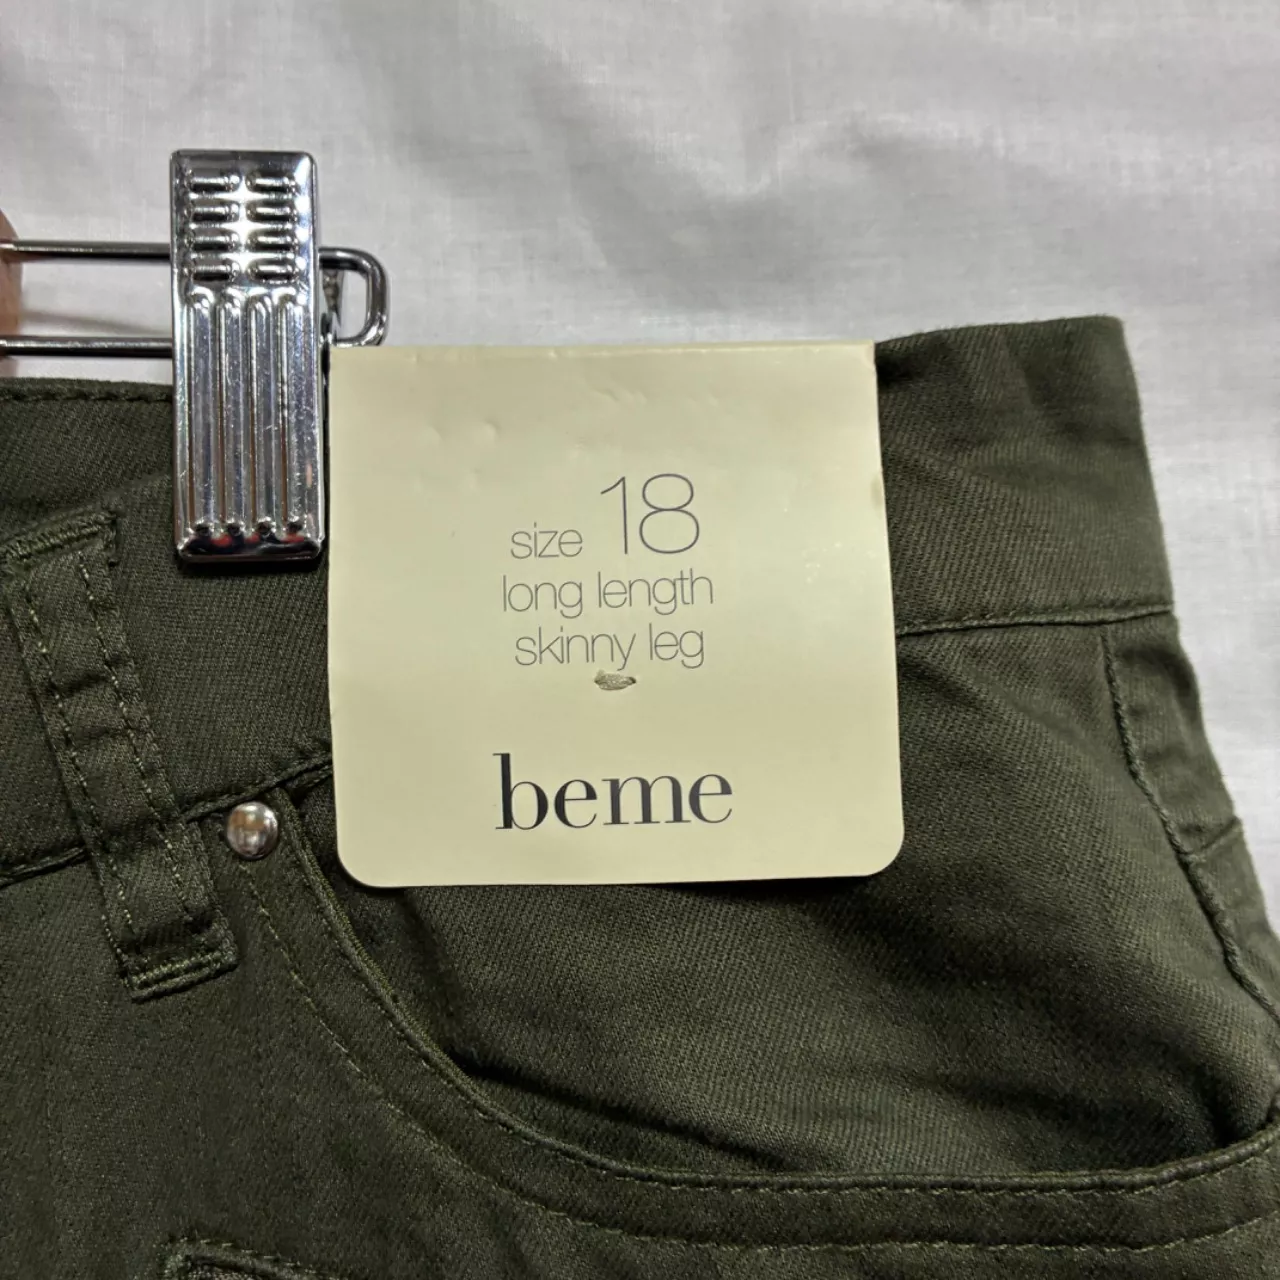 size 18
long length
skinny leg
beme